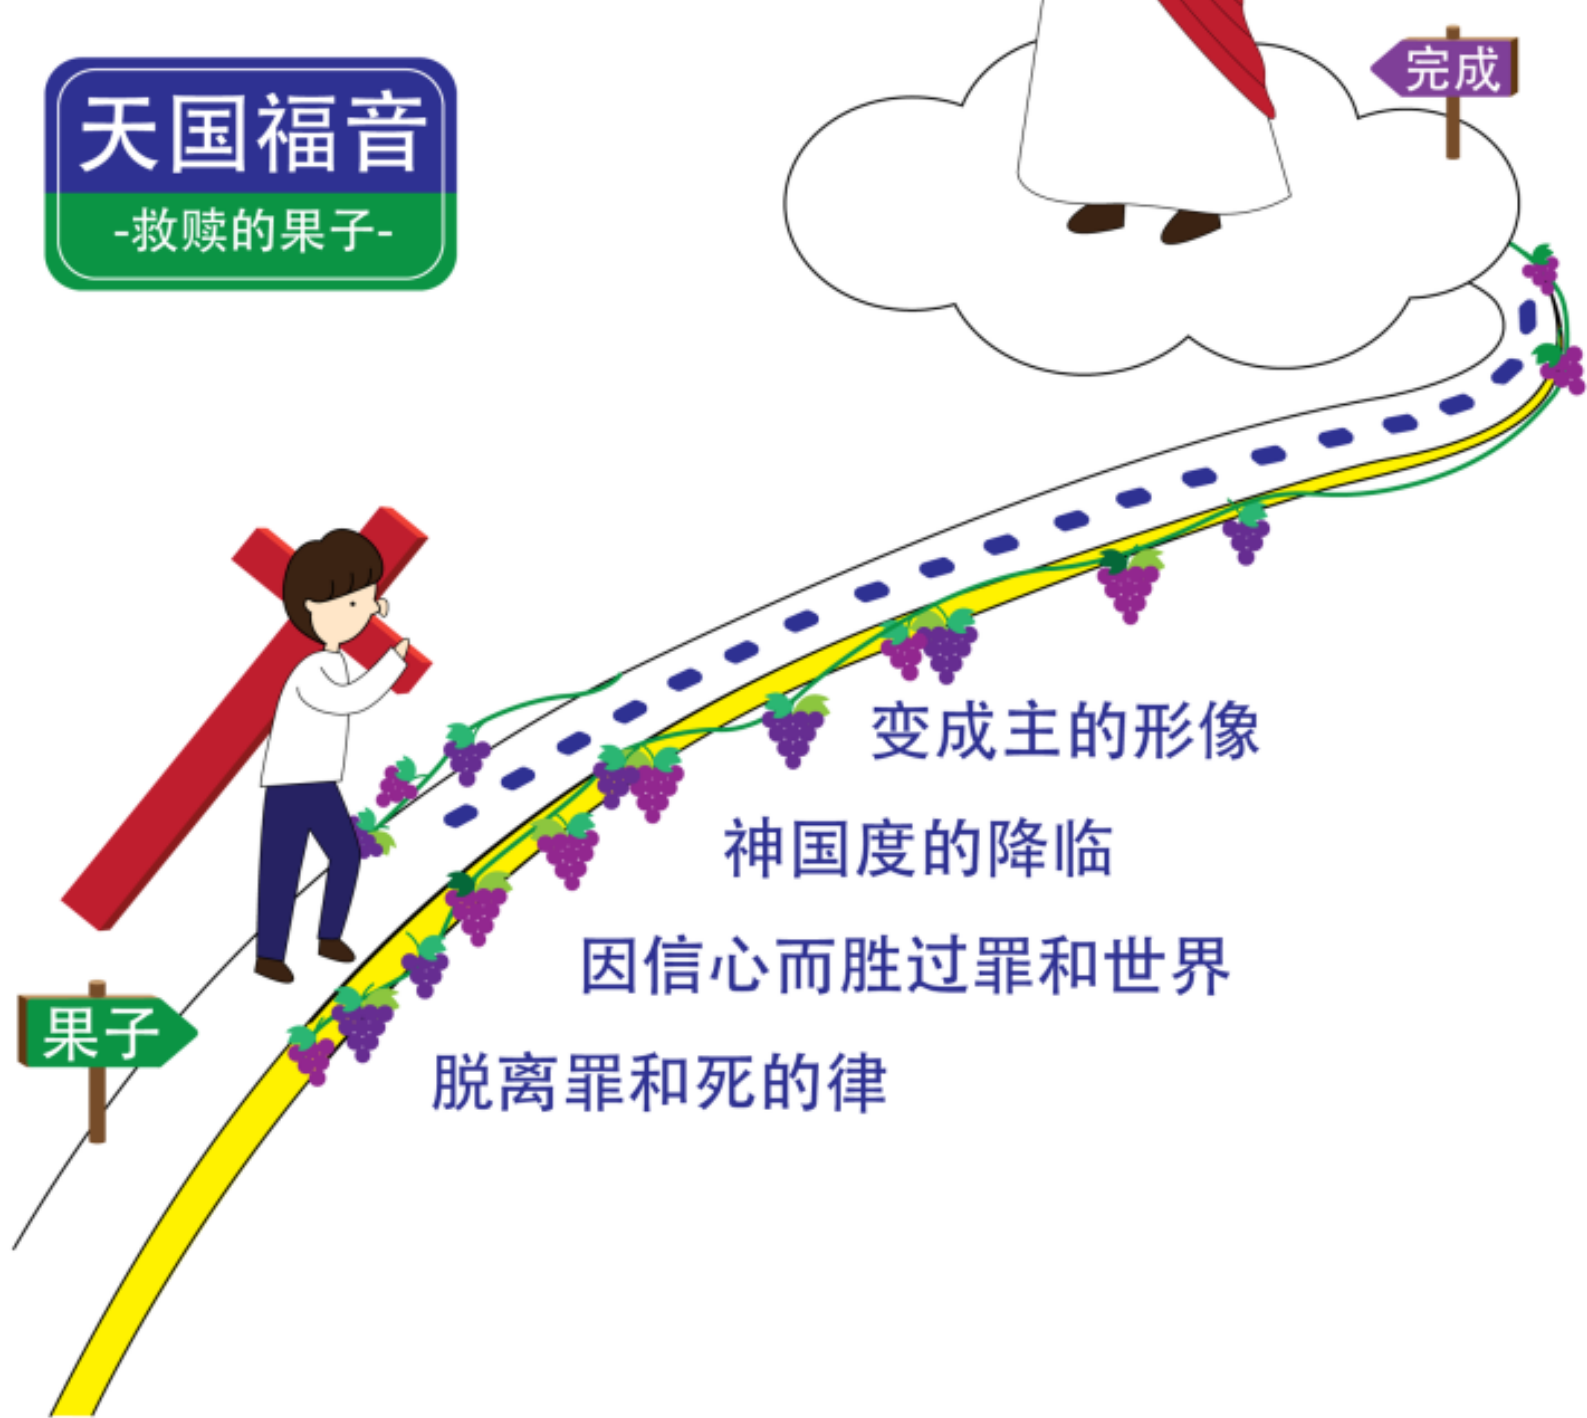 天国福音
-救赎的果子-
完成
变成主的形像
神国度的降临
因信心而胜过罪和世界
果子
脱离罪和死的律